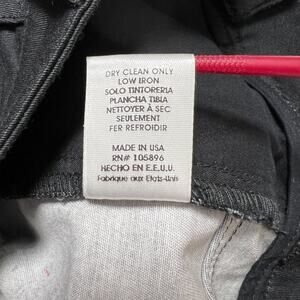 DRY CLEAN ONLY
LOW IRON
SOLO TINTORERIA
PLANCHA TIBIA
NETTOYER À SEC
SEULEMENT
FER REFROIDIR
MADE IN USA
RN# 105896
HECHO EN E.E.U.U.
Fabrique aux Etats-Unis